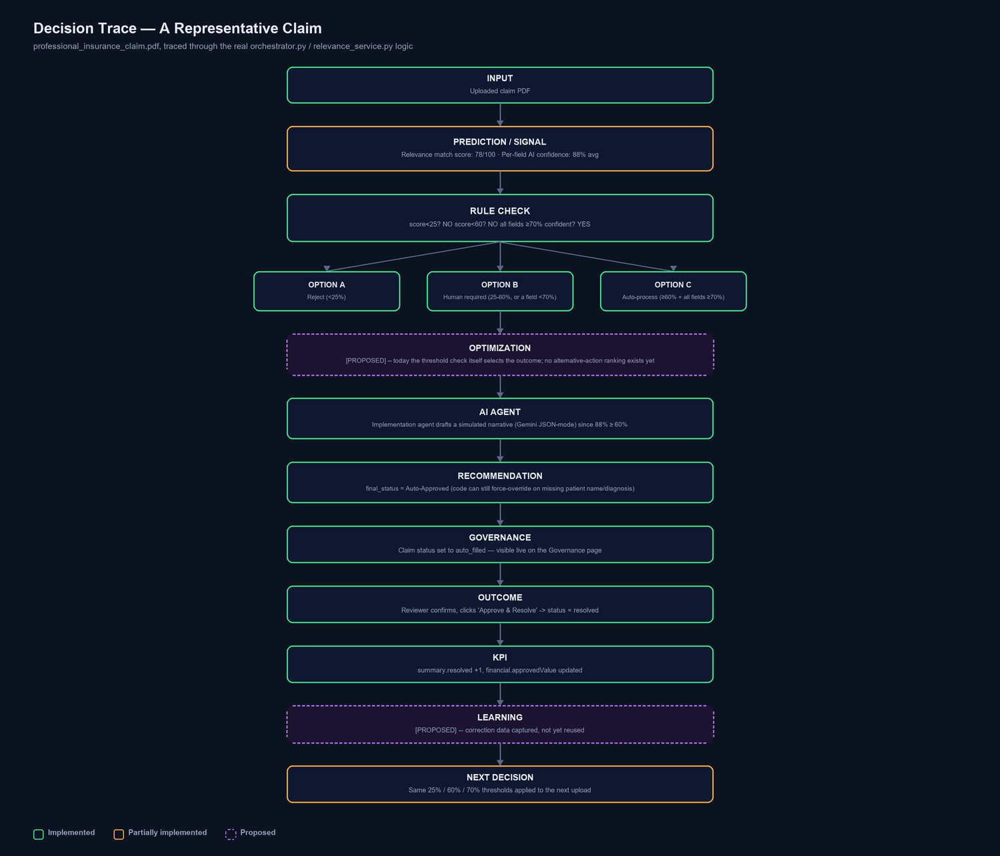 Decision Trace — A Representative Claim
professional_insurance_claim.pdf, traced through the real orchestrator.py / relevance_service.py logic
INPUT
Uploaded claim PDF
PREDICTION / SIGNAL
Relevance match score: 78/100 · Per-field AI confidence: 88% avg
RULE CHECK
score<25? NO score<60? NO all fields ≥70% confident? YES
OPTION A
Reject (<25%)
OPTION B
Human required (25-60%, or a field <70%)
OPTION C
Auto-process (≥60% + all fields ≥70%)
OPTIMIZATION
[PROPOSED] -- today the threshold check itself selects the outcome; no alternative-action ranking exists yet
AI AGENT
Implementation agent drafts a simulated narrative (Gemini JSON-mode) since 88% ≥ 60%
RECOMMENDATION
final_status = Auto-Approved (code can still force-override on missing patient name/diagnosis)
GOVERNANCE
Claim status set to auto_filled — visible live on the Governance page
OUTCOME
Reviewer confirms, clicks 'Approve & Resolve' -> status = resolved
KPI
summary.resolved +1, financial.approvedValue updated
LEARNING
[PROPOSED] -- correction data captured, not yet reused
NEXT DECISION
Same 25% / 60% / 70% thresholds applied to the next upload
Implemented
Partially implemented
Proposed